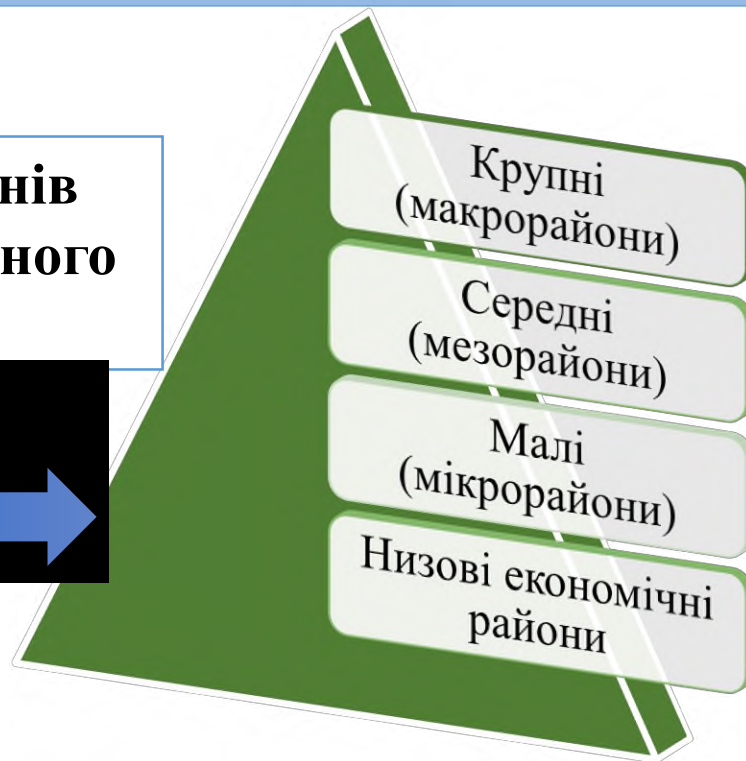 нів
ного
Крупні
(макрорайони)
Середні
(мезорайони)
Малі
(мікрорайони)
Низові економічні
райони